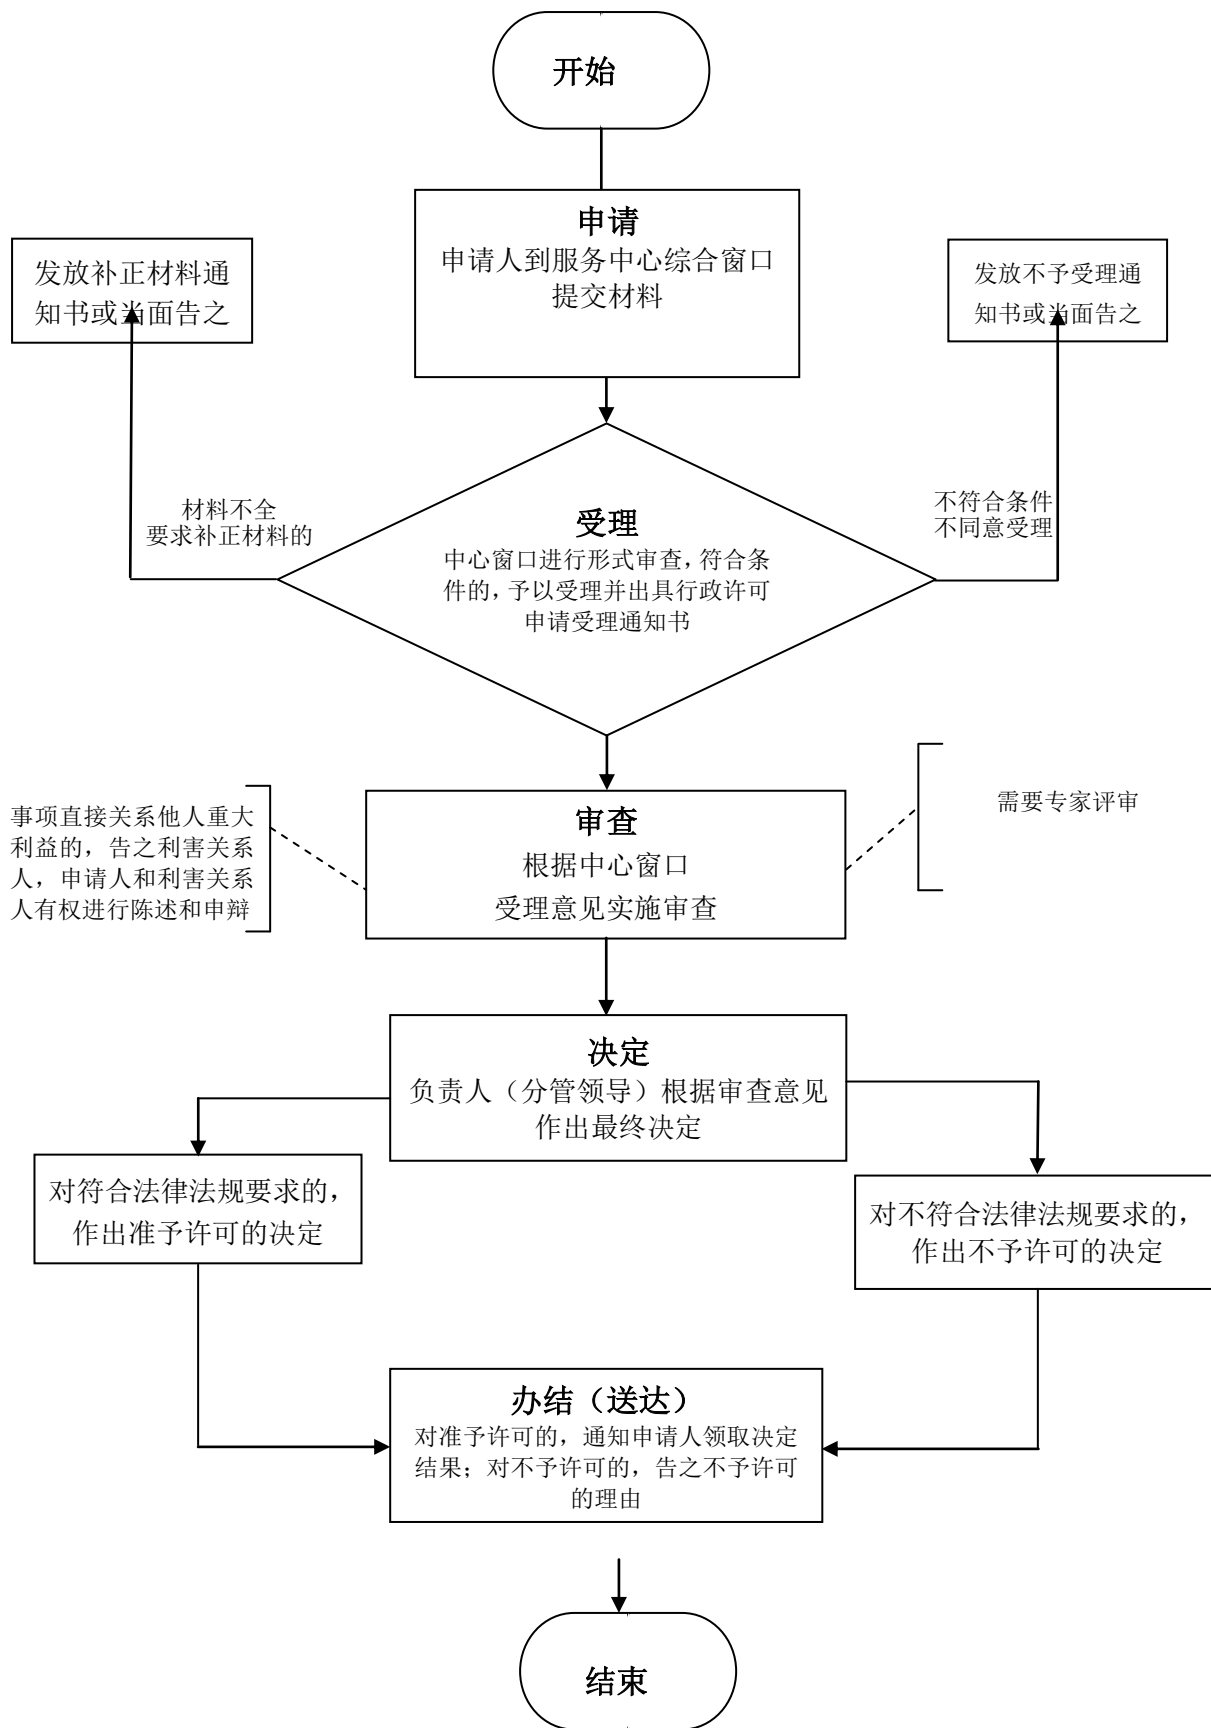 开始
申请
申请人到服务中心综合窗口
提交材料
发放补正材料通
知书或当面告之
发放不予受理通
知书或当面告之
材料不全
要求补正材料的
不符合条件
不同意受理
受理
中心窗口进行形式审查，符合条
件的，予以受理并出具行政许可
申请受理通知书
事项直接关系他人重大
利益的，告之利害关系
人，申请人和利害关系
人有权进行陈述和申辩
需要专家评审
审查
根据中心窗口
受理意见实施审查
决定
负责人（分管领导）根据审查意见
作出最终决定
对符合法律法规要求的，
作出准予许可的决定
对不符合法律法规要求的，
作出不予许可的决定
办结（送达）
对准予许可的，通知申请人领取决定
结果；对不予许可的，告之不予许可
的理由
结束